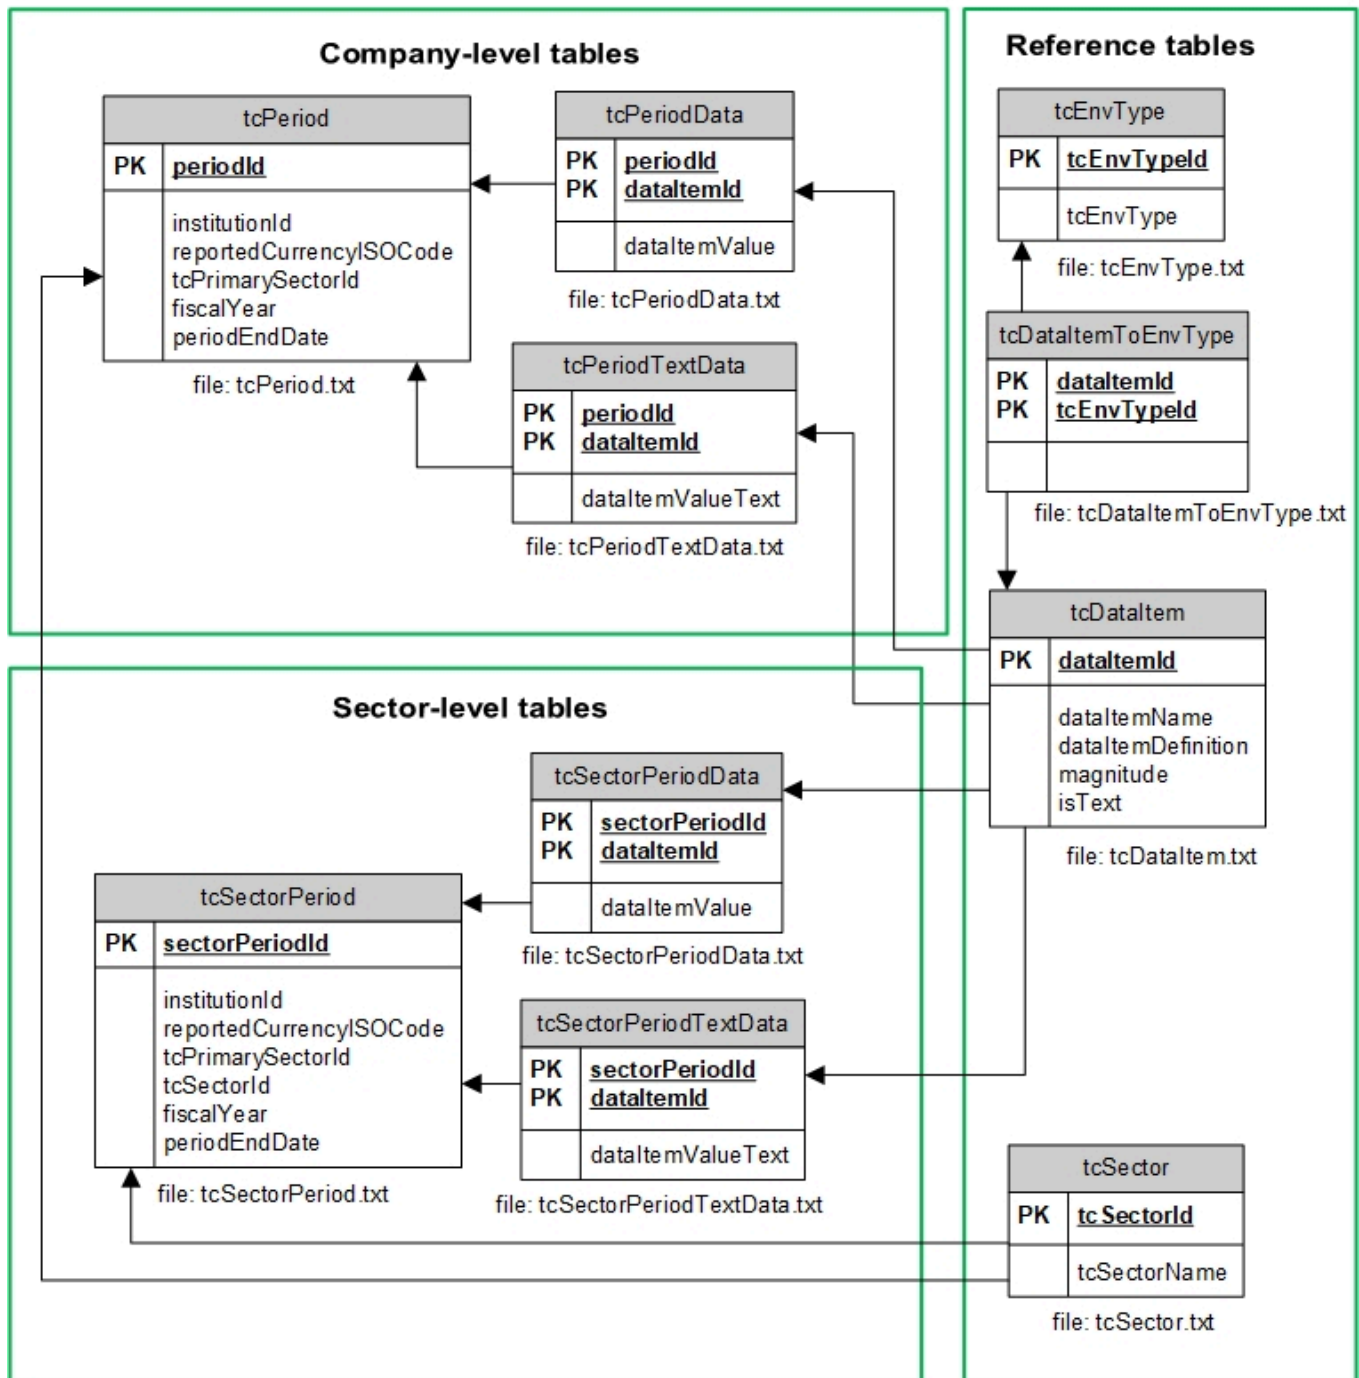 Company-level tables
tcPeriod
PK periodId
institutionId
reportedCurrencyISOCode
tcPrimarySectorId
fiscalYear
periodEndDate
file: tcPeriod.txt
tcPeriodData
PK periodId
PK dataItemId
dataItemValue
file: tcPeriodData.txt
tcPeriodTextData
PK periodId
PK dataItemId
dataItemValueText
file: tcPeriodTextData.txt
Reference tables
tcEnvType
PK tcEnvTypeId
tcEnvType
file: tcEnvType.txt
tcDataItemToEnvType
PK dataItemId
PK tcEnvTypeId
file: tcDataItemToEnvType.txt
tcDataItem
PK dataItemId
dataItemName
dataItemDefinition
magnitude
isText
file: tcDataItem.txt
Sector-level tables
tcSectorPeriodData
PK sectorPeriodId
PK dataItemId
dataItemValue
file: tcSectorPeriodData.txt
tcSectorPeriod
PK sectorPeriodId
institutionId
reportedCurrencyISOCode
tcPrimarySectorId
tcSectorId
fiscalYear
periodEndDate
file: tcSectorPeriod.txt
tcSectorPeriodTextData
PK sectorPeriodId
PK dataItemId
dataItemValueText
file: tcSectorPeriodTextData.txt
tcSector
PK tcSectorId
tcSectorName
file: tcSector.txt